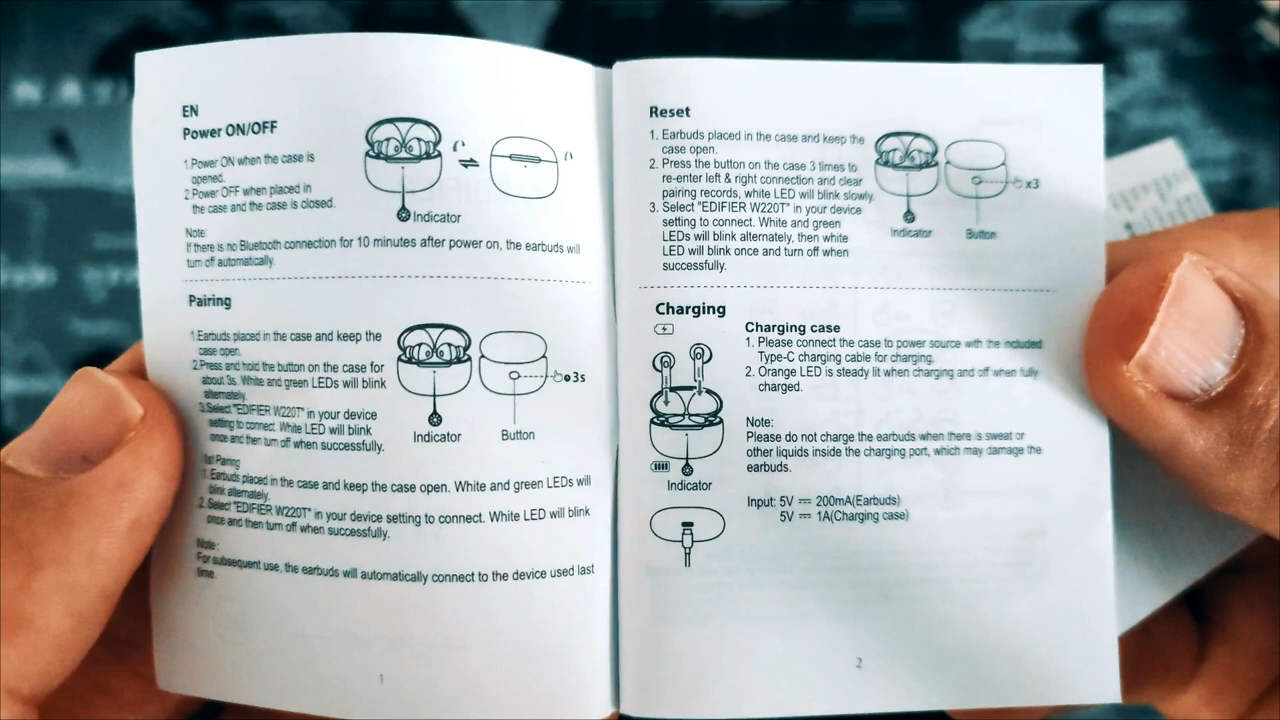 EN
Power ON/OFF
1.Power ON when the case is
opened.
2.Power OFF when placed in
the case and the case is closed.
Indicator
Note:
If there is no Bluetooth connection for 10 minutes after power on, the earbuds will
turn off automatically.
Pairing
1.Earbuds placed in the case and keep the
case open.
2.Press and hold the button on the case for
about 3s. White and green LEDs will blink
alternately.
3.Select "EDIFIER W220T" in your device
setting to connect. White LED will blink
once and then turn off when successfully.
3s
Indicator
Button
1st Pairing
1. Earbuds placed in the case and keep the case open. White and green LEDs will
blink alternately.
2. Select "EDIFIER W220T" in your device setting to connect. White LED will blink
once and then turn off when successfully.
Note:
For subsequent use, the earbuds will automatically connect to the device used last
time.
1
Reset
1. Earbuds placed in the case and keep the
case open.
2. Press the button on the case 3 times to
re-enter left & right connection and clear
pairing records, white LED will blink slowly.
3. Select "EDIFIER W220T" in your device
setting to connect. White and green
LEDs will blink alternately, then white
LED will blink once and turn off when
successfully.
x3
Indicator
Button
Charging
Charging case
1. Please connect the case to power source with the included
Type-C charging cable for charging.
2. Orange LED is steady lit when charging and off when fully
charged.
Note:
Please do not charge the earbuds when there is sweat or
other liquids inside the charging port, which may damage the
earbuds.
Indicator
Input: 5V ⎓ 200mA(Earbuds)
5V ⎓ 1A(Charging case)
2